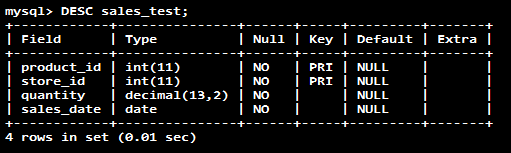 mysql> DESC sales_test;
+-------------+---------------+------+-----+---------+-------+
| Field       | Type          | Null | Key | Default | Extra |
+-------------+---------------+------+-----+---------+-------+
| product_id  | int(11)       | NO   | PRI | NULL    |       |
| store_id    | int(11)       | NO   | PRI | NULL    |       |
| quantity    | decimal(13,2) | NO   |     | NULL    |       |
| sales_date  | date          | NO   |     | NULL    |       |
+-------------+---------------+------+-----+---------+-------+
4 rows in set (0.01 sec)